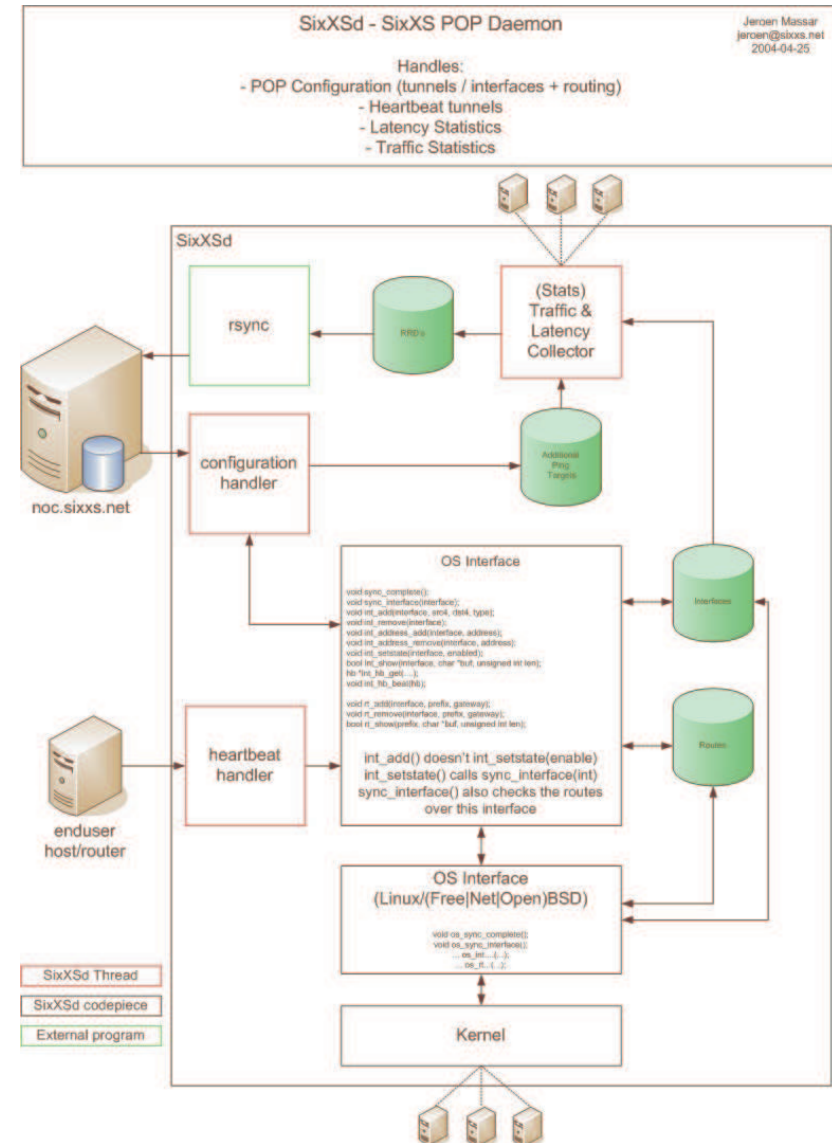 SixXSd - SixXS POP Daemon
Jeroen Massar
jeroen@sixxs.net
2004-04-25
Handles:
- POP Configuration (tunnels / interfaces + routing)
- Heartbeat tunnels
- Latency Statistics
- Traffic Statistics
SixXSd
rsync
RRD's
(Stats)
Traffic &
Latency
Collector
noc.sixxs.net
configuration
handler
Additional
Ping
Targets
OS Interface
void sync_complete();
void sync_interface(interface);
void int_add(interface, src4, dst4, type);
void int_remove(interface);
void int_address_add(interface, address);
void int_address_remove(interface, address);
void int_setstate(interface, enabled);
bool int_show(interface, char *buf, unsigned int len);
hb *int_hb_get(....);
void int_hb_beat(hb);
void rt_add(interface, prefix, gateway);
void rt_remove(interface, prefix, gateway);
bool rt_show(prefix, char *buf, unsigned int len);
int_add() doesn't int_setstate(enable)
int_setstate() calls sync_interface(int)
sync_interface() also checks the routes
over this interface
Interfaces
Routes
heartbeat
handler
enduser
host/router
OS Interface
(Linux/(Free|Net|Open)BSD)
void os_sync_complete();
void os_sync_interface();
... os_int....(...);
... os_rt...(...);
SixXSd Thread
SixXSd codepiece
External program
Kernel